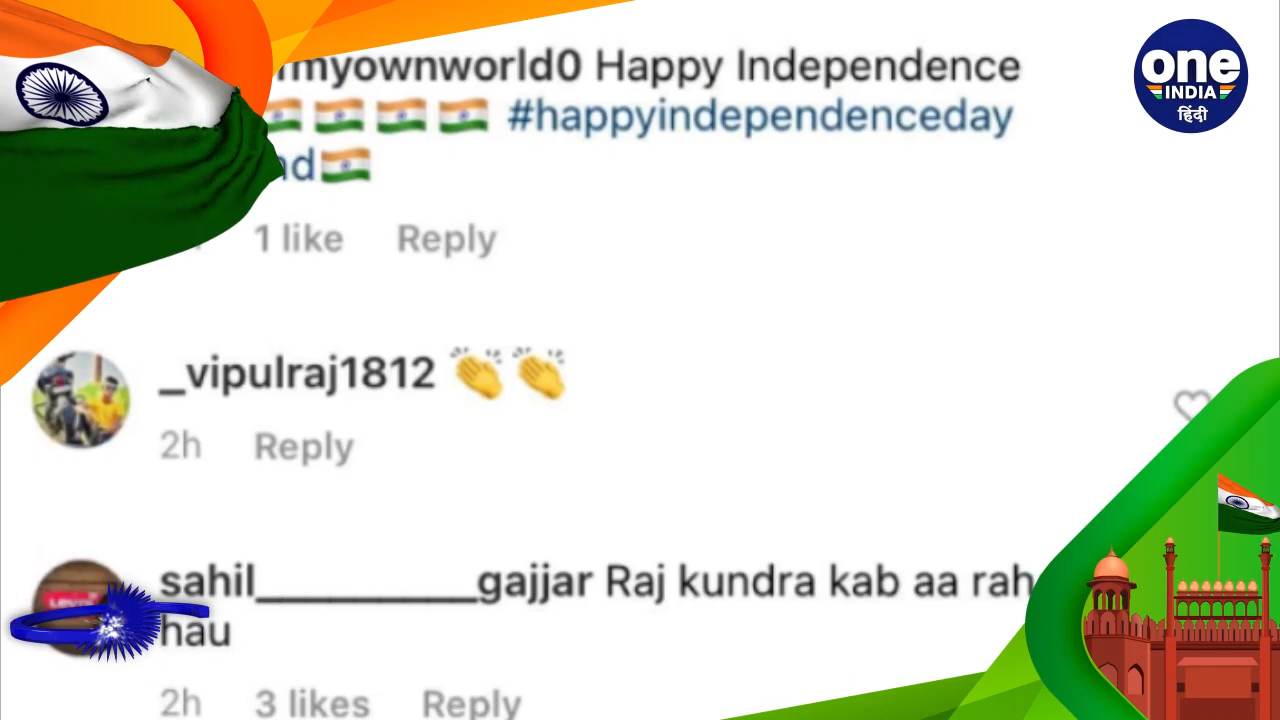 one
INDIA
हिंदी
myownworld0 Happy Independence
🇮🇳 🇮🇳 🇮🇳 🇮🇳 #happyindependenceday
nd🇮🇳
1 like Reply
_vipulraj1812 👏 👏
2h Reply
sahil__________gajjar Raj kundra kab aa rah
hau
2h 3 likes Reply